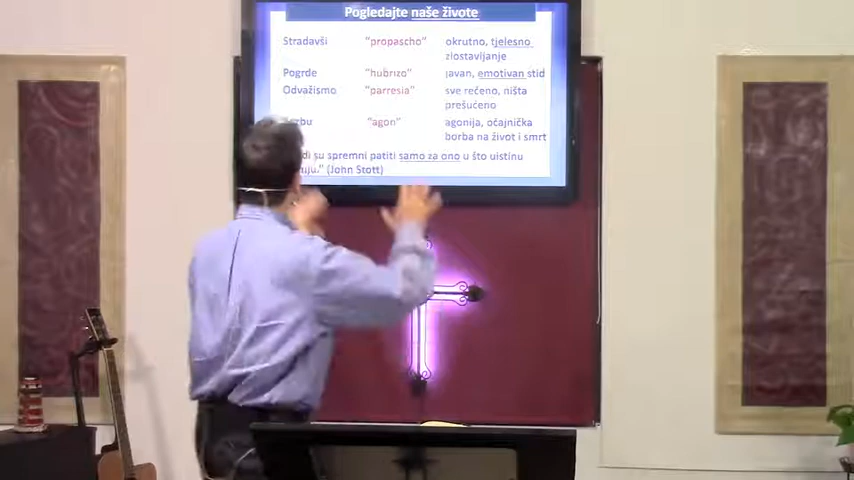 Pogledajte naše živote
Stradavši "propascho" okrutno, tjelesno
zlostavljanje
Pogrde "hubrizo" javan, emotivan stid
Odvažismo "parresia" sve rečeno, ništa
prešućeno
"agon" agonija, očajnička
borba na život i smrt
su spremni patiti samo za ono u što uistinu
(John Stott)